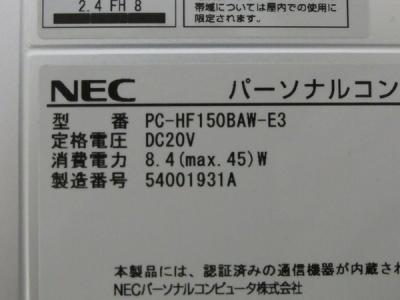 2.4 FH 8
帯域については屋内での使用に
限定されます。
NEC パーソナルコン
型 番 PC-HF150BAW-E3
定格電圧 DC20V
消費電力 8.4(max.45)W
製造番号 54001931A
本製品には、認証済みの通信機器が内蔵され
NECパーソナルコンピュータ株式会社